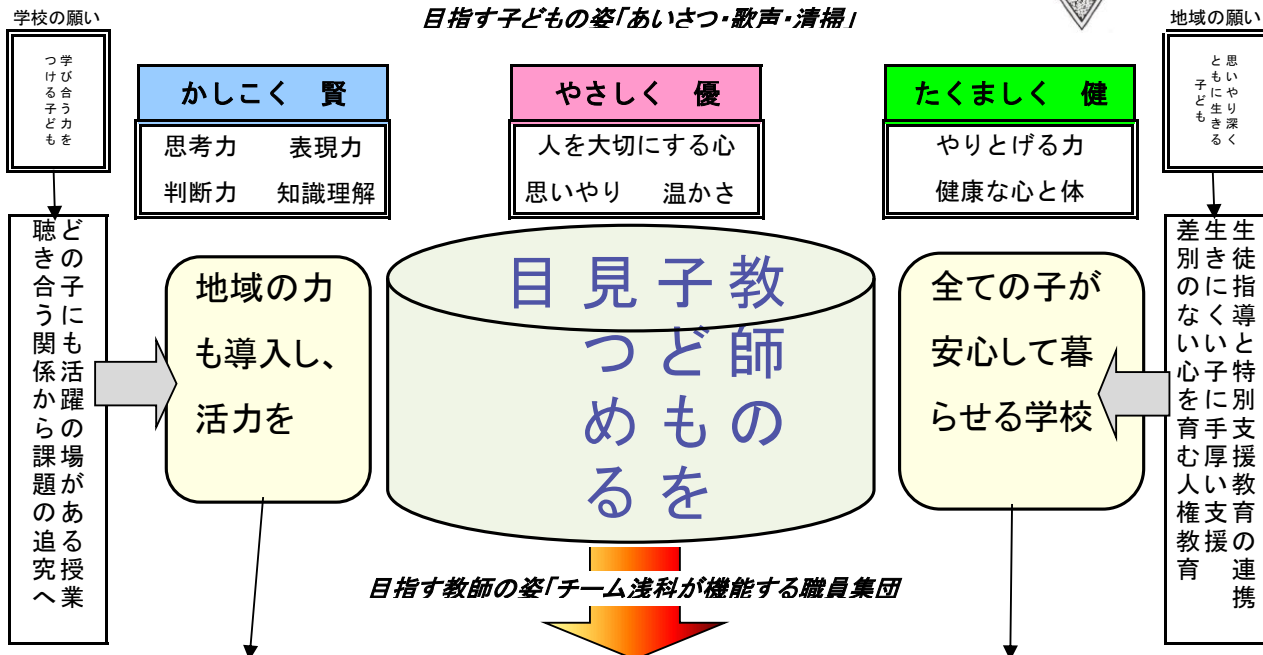 目指す子どもの姿「あいさつ・歌声・清掃」
学校の願い
学び合う力を
つける子ども
地域の願い
思いやり深く
ともに生きる
子ども
かしこく　賢
思考力　表現力
判断力　知識理解
やさしく　優
人を大切にする心
思いやり　温かさ
たくましく　健
やりとげる力
健康な心と体
どの子にも活躍の場がある授業
聴き合う関係から課題の追究へ
地域の力
も導入し、
活力を
教師の
子どもを
見つめる
目
全ての子が
安心して暮
らせる学校
生徒指導と特別支援教育の連携
生きにくい子に手厚い支援
差別のない心を育む人権教育
目指す教師の姿「チーム浅科が機能する職員集団